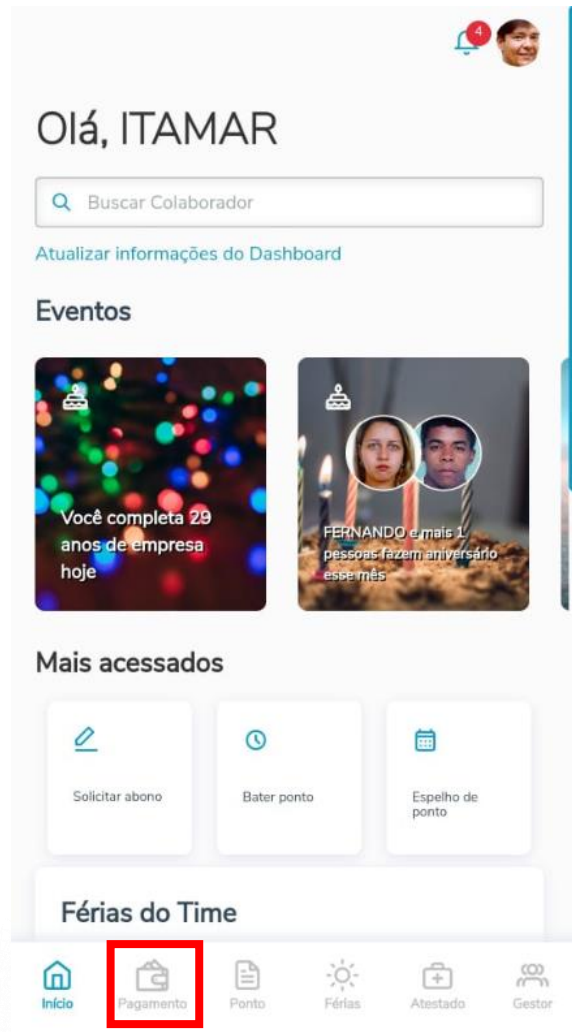 4
Olá, ITAMAR
Buscar Colaborador
Atualizar informações do Dashboard
Eventos
Você completa 29
anos de empresa
hoje
FERNANDO e mais 1
pessoas fazem aniversário
esse mês
Mais acessados
Solicitar abono
Bater ponto
Espelho de
ponto
Férias do Time
Início
Pagamento
Ponto
Férias
Atestado
Gestor